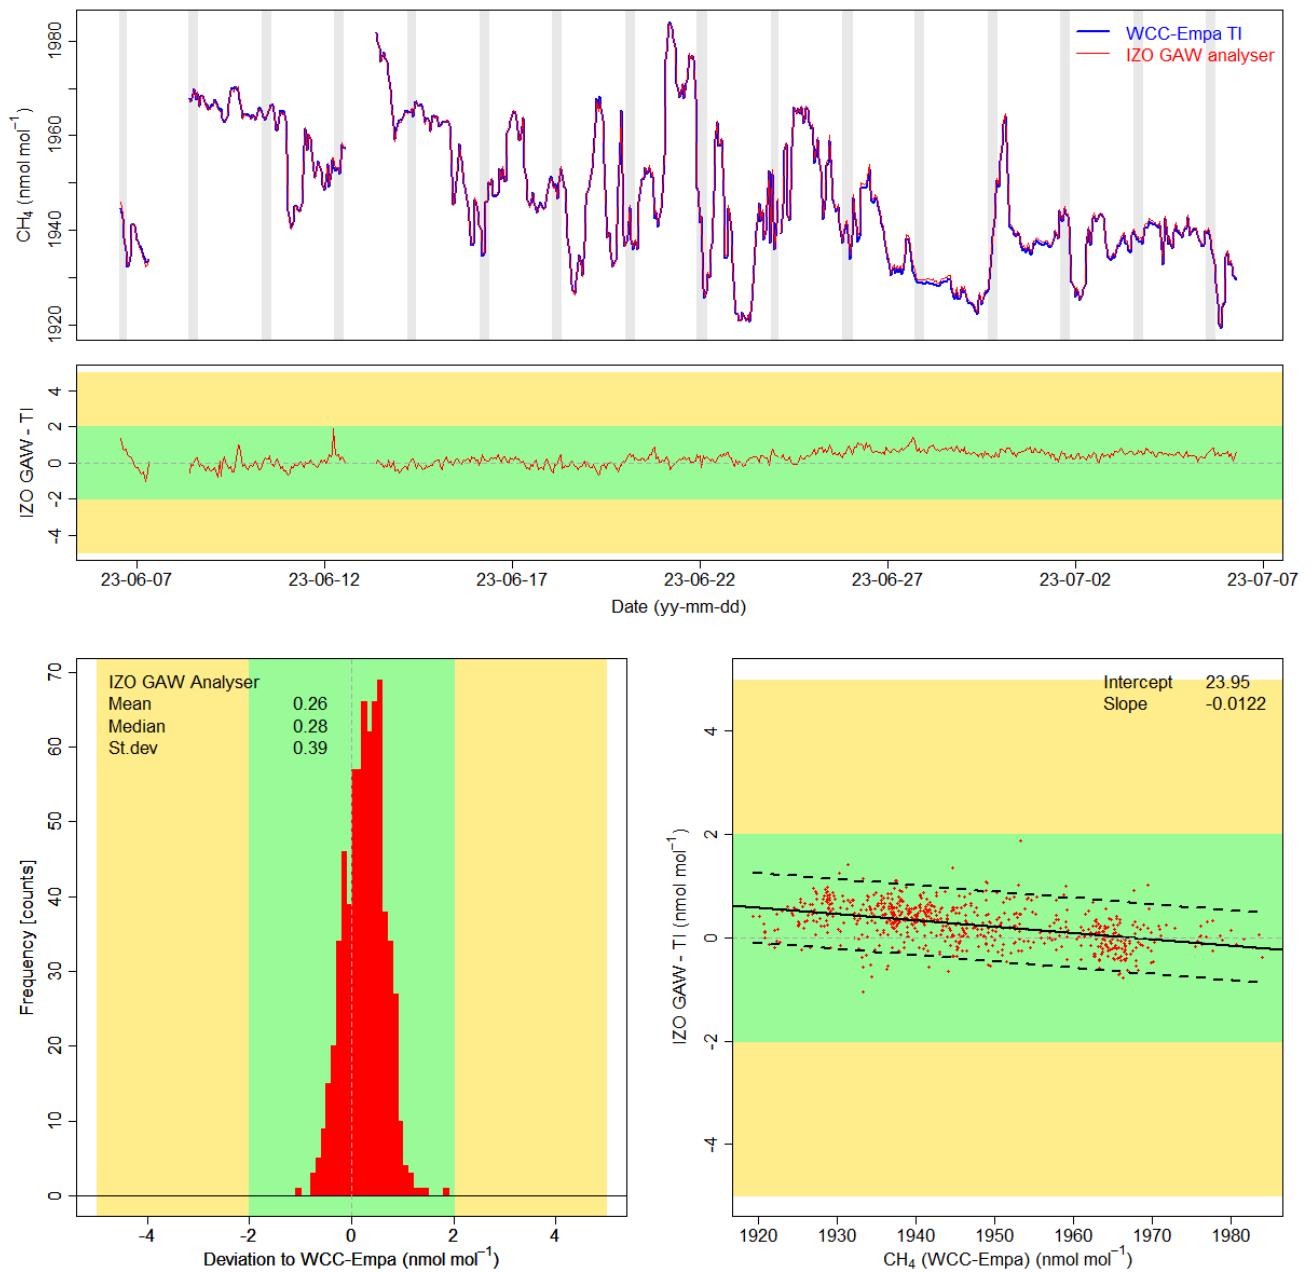 WCC-Empa TI
IZO GAW analyser
CH₄ (nmol mol⁻¹)
1980
1960
1940
1920
IZO GAW - TI
4
2
0
-2
-4
23-06-07 23-06-12 23-06-17 23-06-22 23-06-27 23-07-02 23-07-07
Date (yy-mm-dd)
IZO GAW Analyser
Mean 0.26
Median 0.28
St.dev 0.39
Frequency [counts]
70
60
50
40
30
20
10
0
-4 -2 0 2 4
Deviation to WCC-Empa (nmol mol⁻¹)
Intercept 23.95
Slope -0.0122
IZO GAW - TI (nmol mol⁻¹)
4
2
0
-2
-4
1920 1930 1940 1950 1960 1970 1980
CH₄ (WCC-Empa) (nmol mol⁻¹)